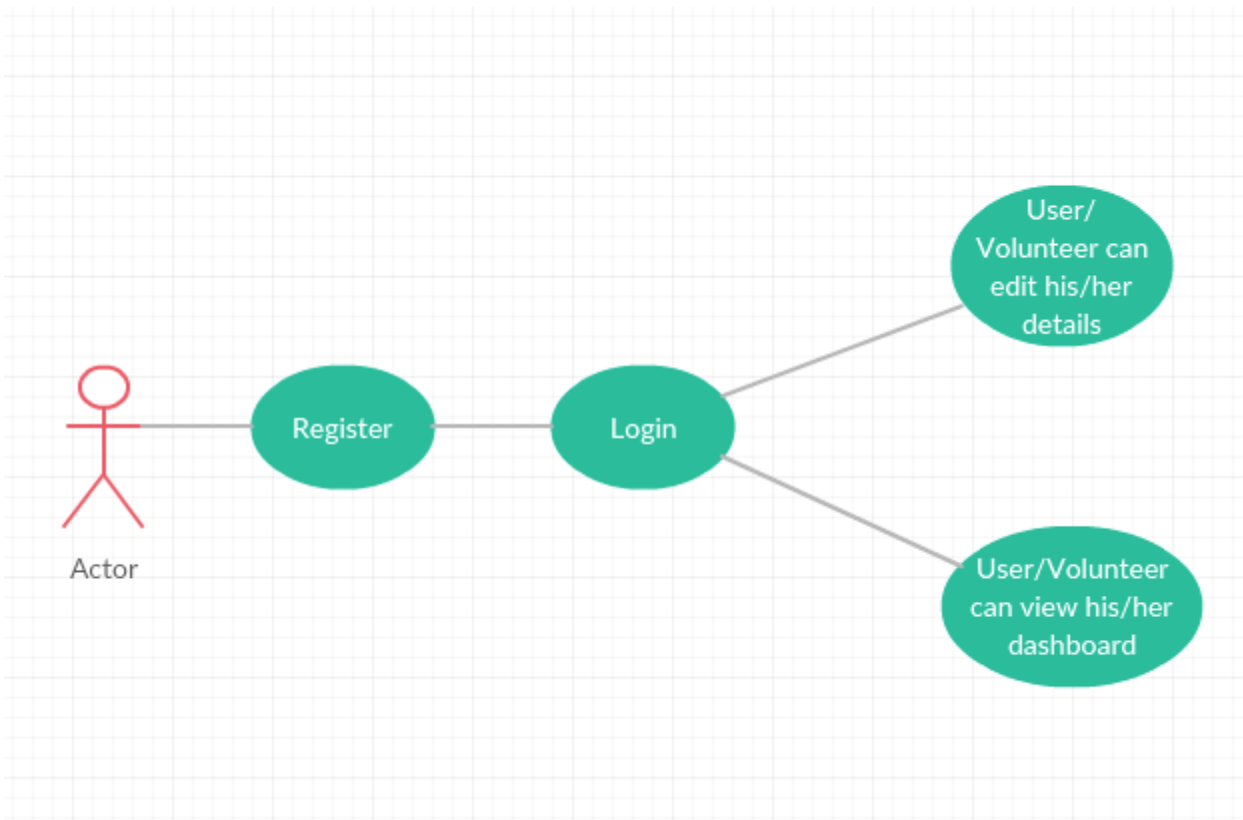 User/
Volunteer can
edit his/her
details
Register
Login
Actor
User/Volunteer
can view his/her
dashboard